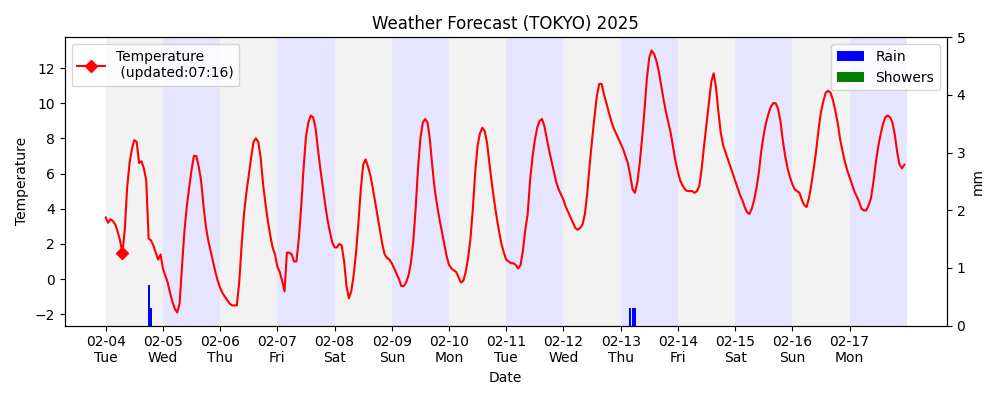 Weather Forecast (TOKYO) 2025
Temperature
(updated:07:16)
Rain
Showers
Temperature
12
10
8
6
4
2
0
−2
5
4
3
2
1
0
mm
02-04 02-05 02-06 02-07 02-08 02-09 02-10 02-11 02-12 02-13 02-14 02-15 02-16 02-17
Tue Wed Thu Fri Sat Sun Mon Tue Wed Thu Fri Sat Sun Mon
Date